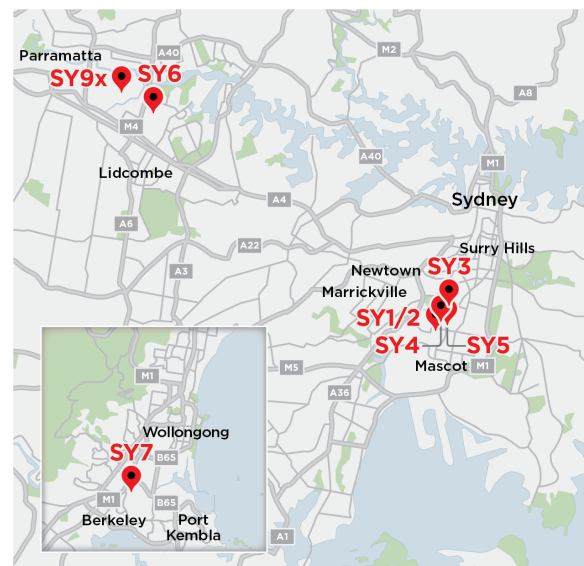 Parramatta
A40
SY9x
SY6
M2
A8
M4
A40
M1
Lidcombe
A4
Sydney
A6
A22
Surry Hills
A3
Newtown
SY3
Marrickville
SY1/2
SY4
SY5
Mascot
M1
M5
A36
M1
Wollongong
SY7
B65
M1
B65
Berkeley
Port
Kembla
A1